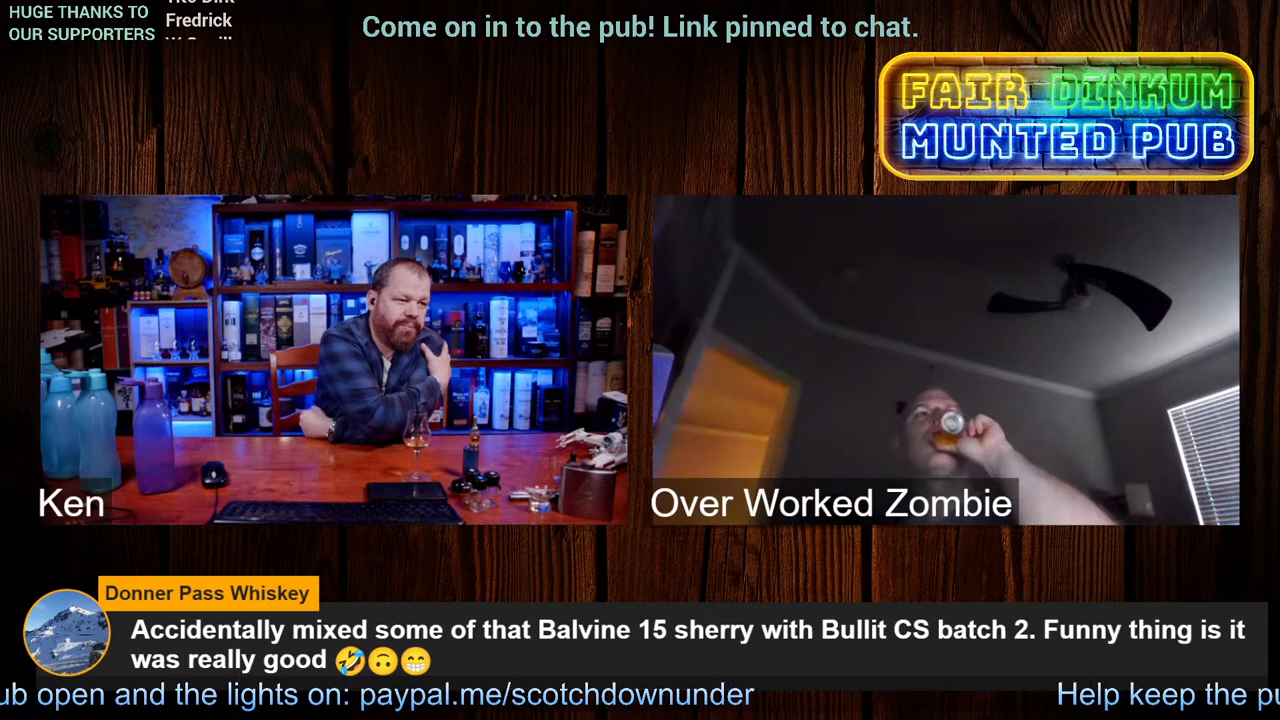 HUGE THANKS TO
OUR SUPPORTERS
Fredrick
Come on in to the pub! Link pinned to chat.
FAIR DINKUM
MUNTED PUB
Ken
Over Worked Zombie
Donner Pass Whiskey
Accidentally mixed some of that Balvine 15 sherry with Bullit CS batch 2. Funny thing is it
was really good 🤣🙃😁
ub open and the lights on: paypal.me/scotchdownunder
Help keep the pu